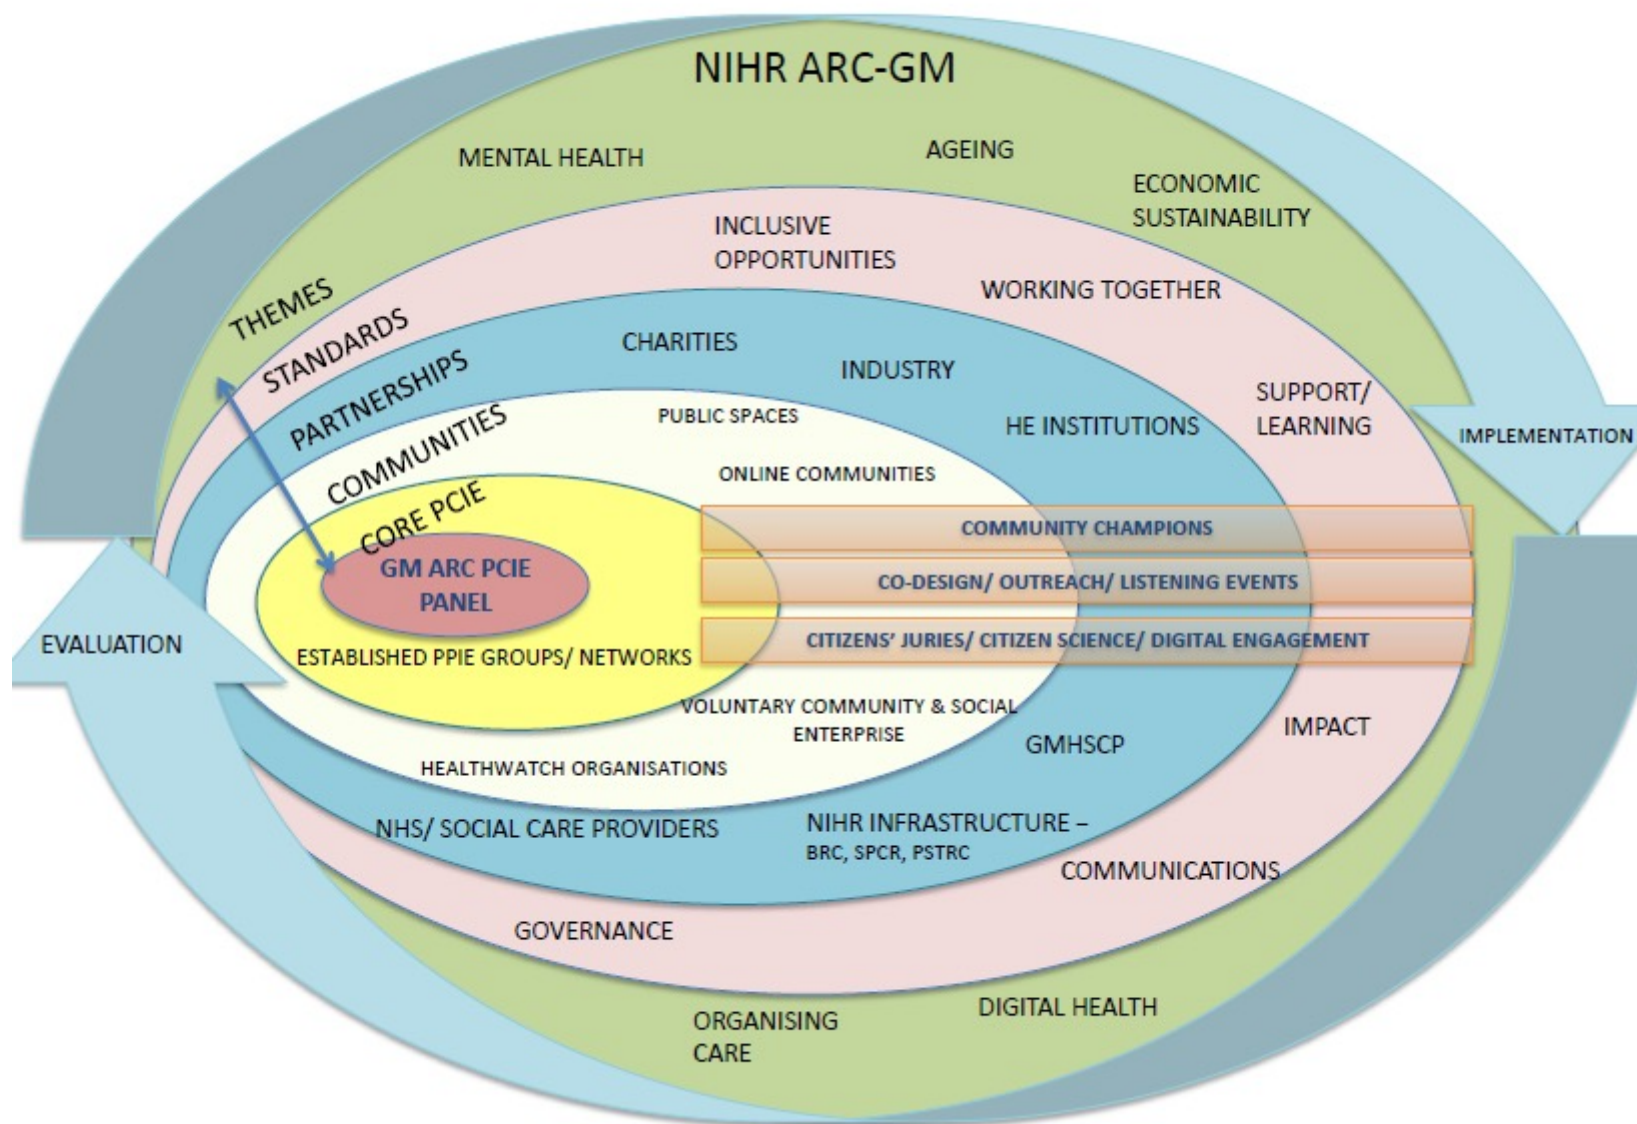 NIHR ARC-GM
MENTAL HEALTH
AGEING
ECONOMIC
SUSTAINABILITY
THEMES
INCLUSIVE
OPPORTUNITIES
WORKING TOGETHER
STANDARDS
SUPPORT/
LEARNING
PARTNERSHIPS
CHARITIES
INDUSTRY
HE INSTITUTIONS
COMMUNITIES
PUBLIC SPACES
ONLINE COMMUNITIES
CORE PCIE
GM ARC PCIE
PANEL
ESTABLISHED PPIE GROUPS/ NETWORKS
COMMUNITY CHAMPIONS
CO-DESIGN/ OUTREACH/ LISTENING EVENTS
CITIZENS' JURIES/ CITIZEN SCIENCE/ DIGITAL ENGAGEMENT
IMPLEMENTATION
EVALUATION
VOLUNTARY COMMUNITY & SOCIAL
ENTERPRISE
HEALTHWATCH ORGANISATIONS
GMHSCP
IMPACT
NHS/ SOCIAL CARE PROVIDERS
NIHR INFRASTRUCTURE –
BRC, SPCR, PSTRC
COMMUNICATIONS
GOVERNANCE
ORGANISING
CARE
DIGITAL HEALTH